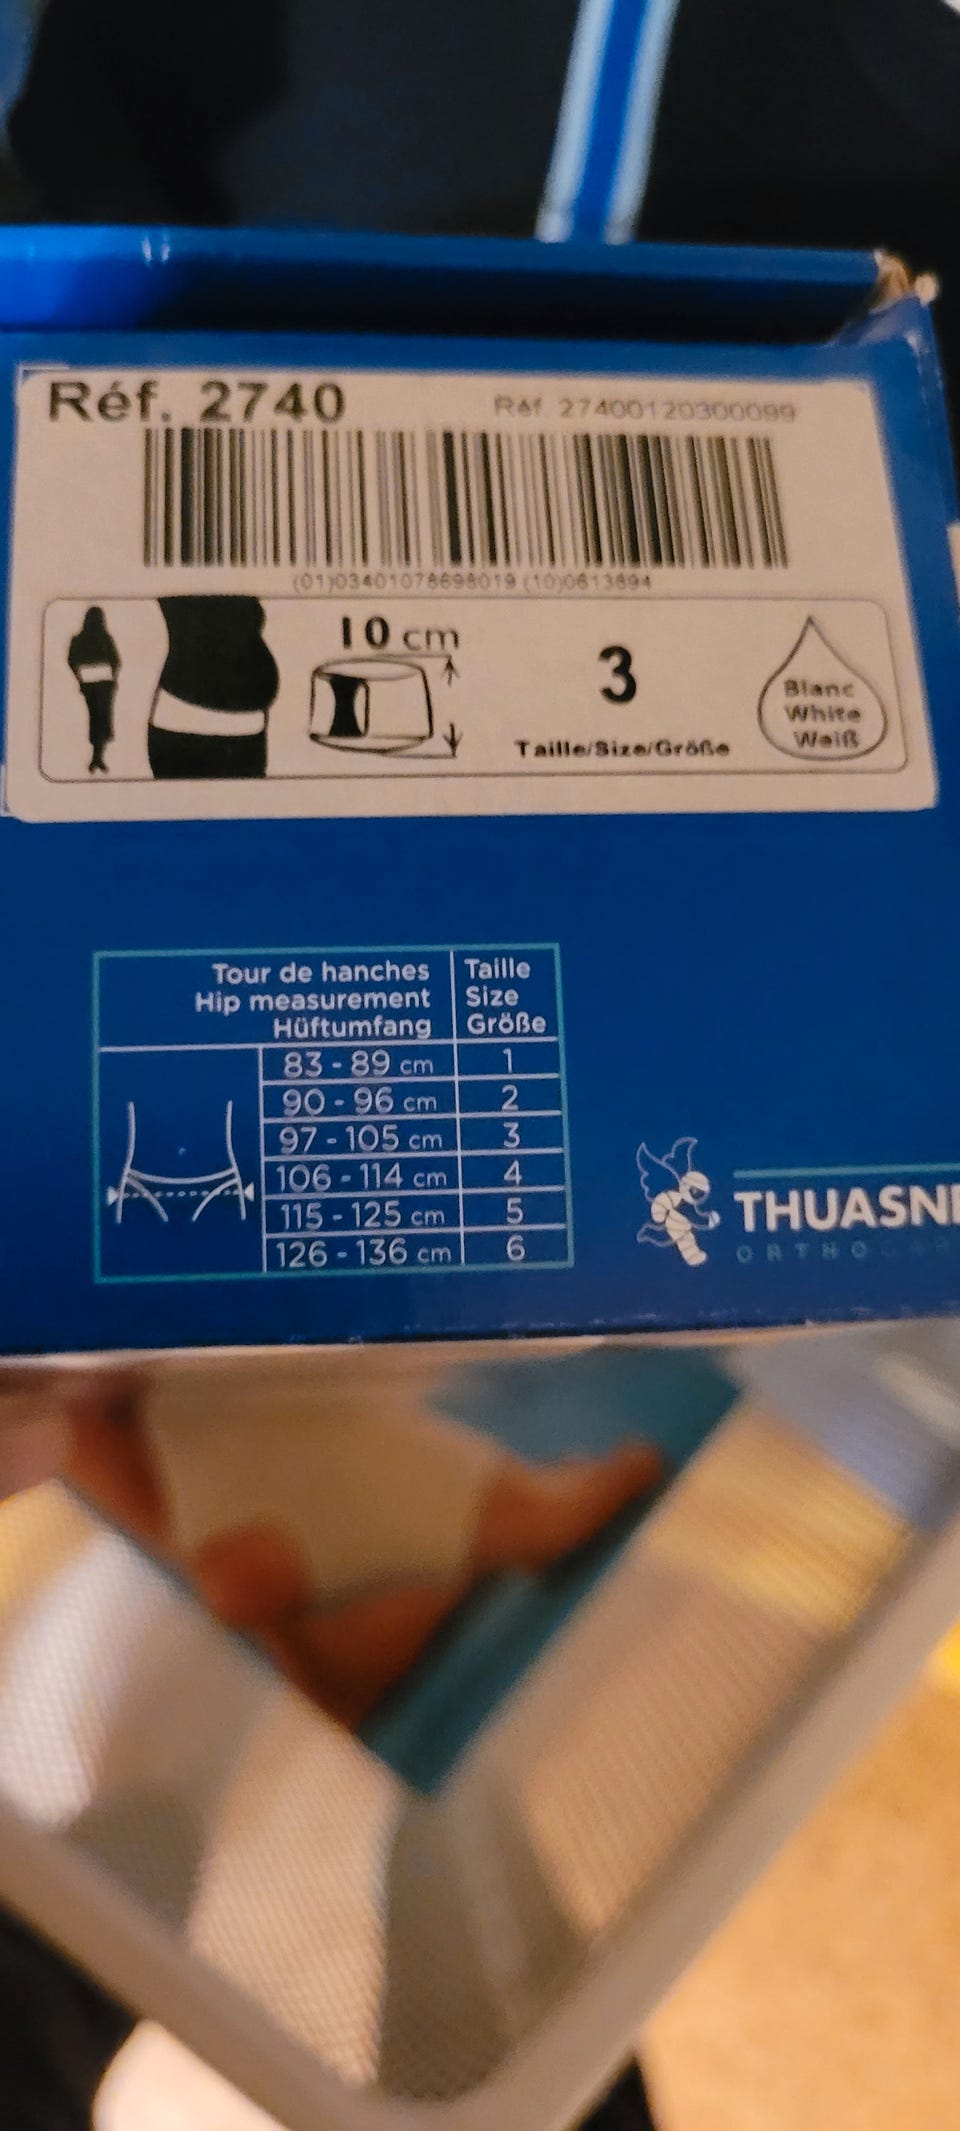 Réf. 2740
Réf. 27400120300099
(01)03401078698019 (10)0613694
10 cm
3
Taille/Size/Größe
Blanc
White
Weiß
Tour de hanches
Hip measurement
Hüftumfang
Taille
Size
Größe
83 - 89 cm 1
90 - 96 cm 2
97 - 105 cm 3
106 - 114 cm 4
115 - 125 cm 5
126 - 136 cm 6
THUASNE